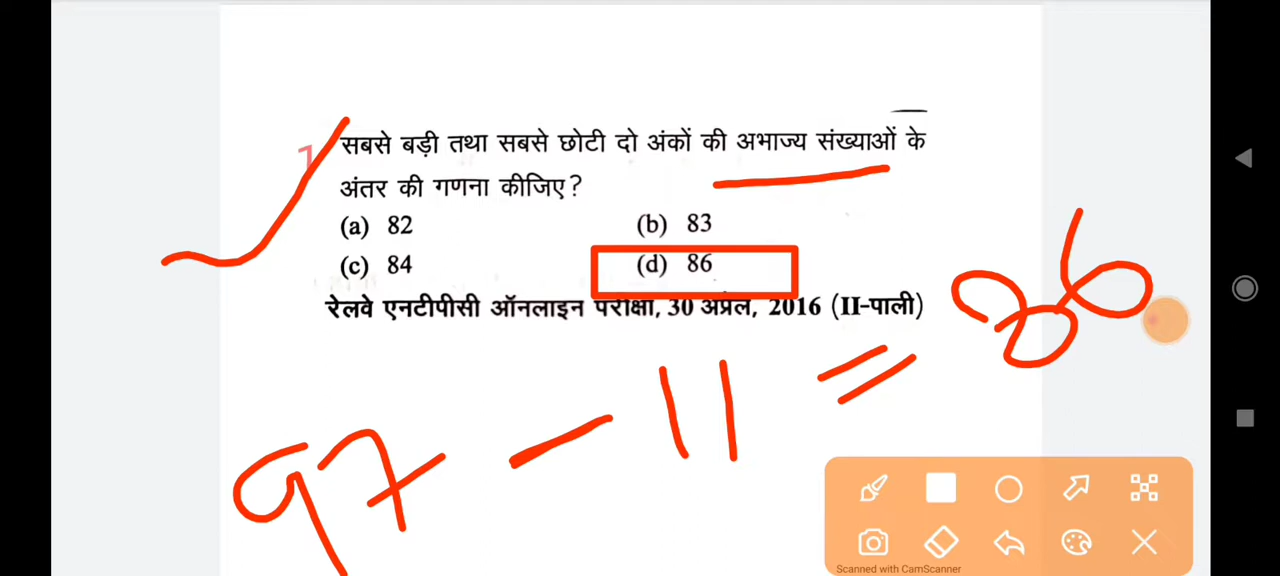 1
सबसे बड़ी तथा सबसे छोटी दो अंकों की अभाज्य संख्याओं के
अंतर की गणना कीजिए?
(a) 82 (b) 83
(c) 84 (d) 86
रेलवे एनटीपीसी ऑनलाइन परीक्षा, 30 अप्रेल, 2016 (II-पाली)
97 - 11 = 86
Scanned with CamScanner